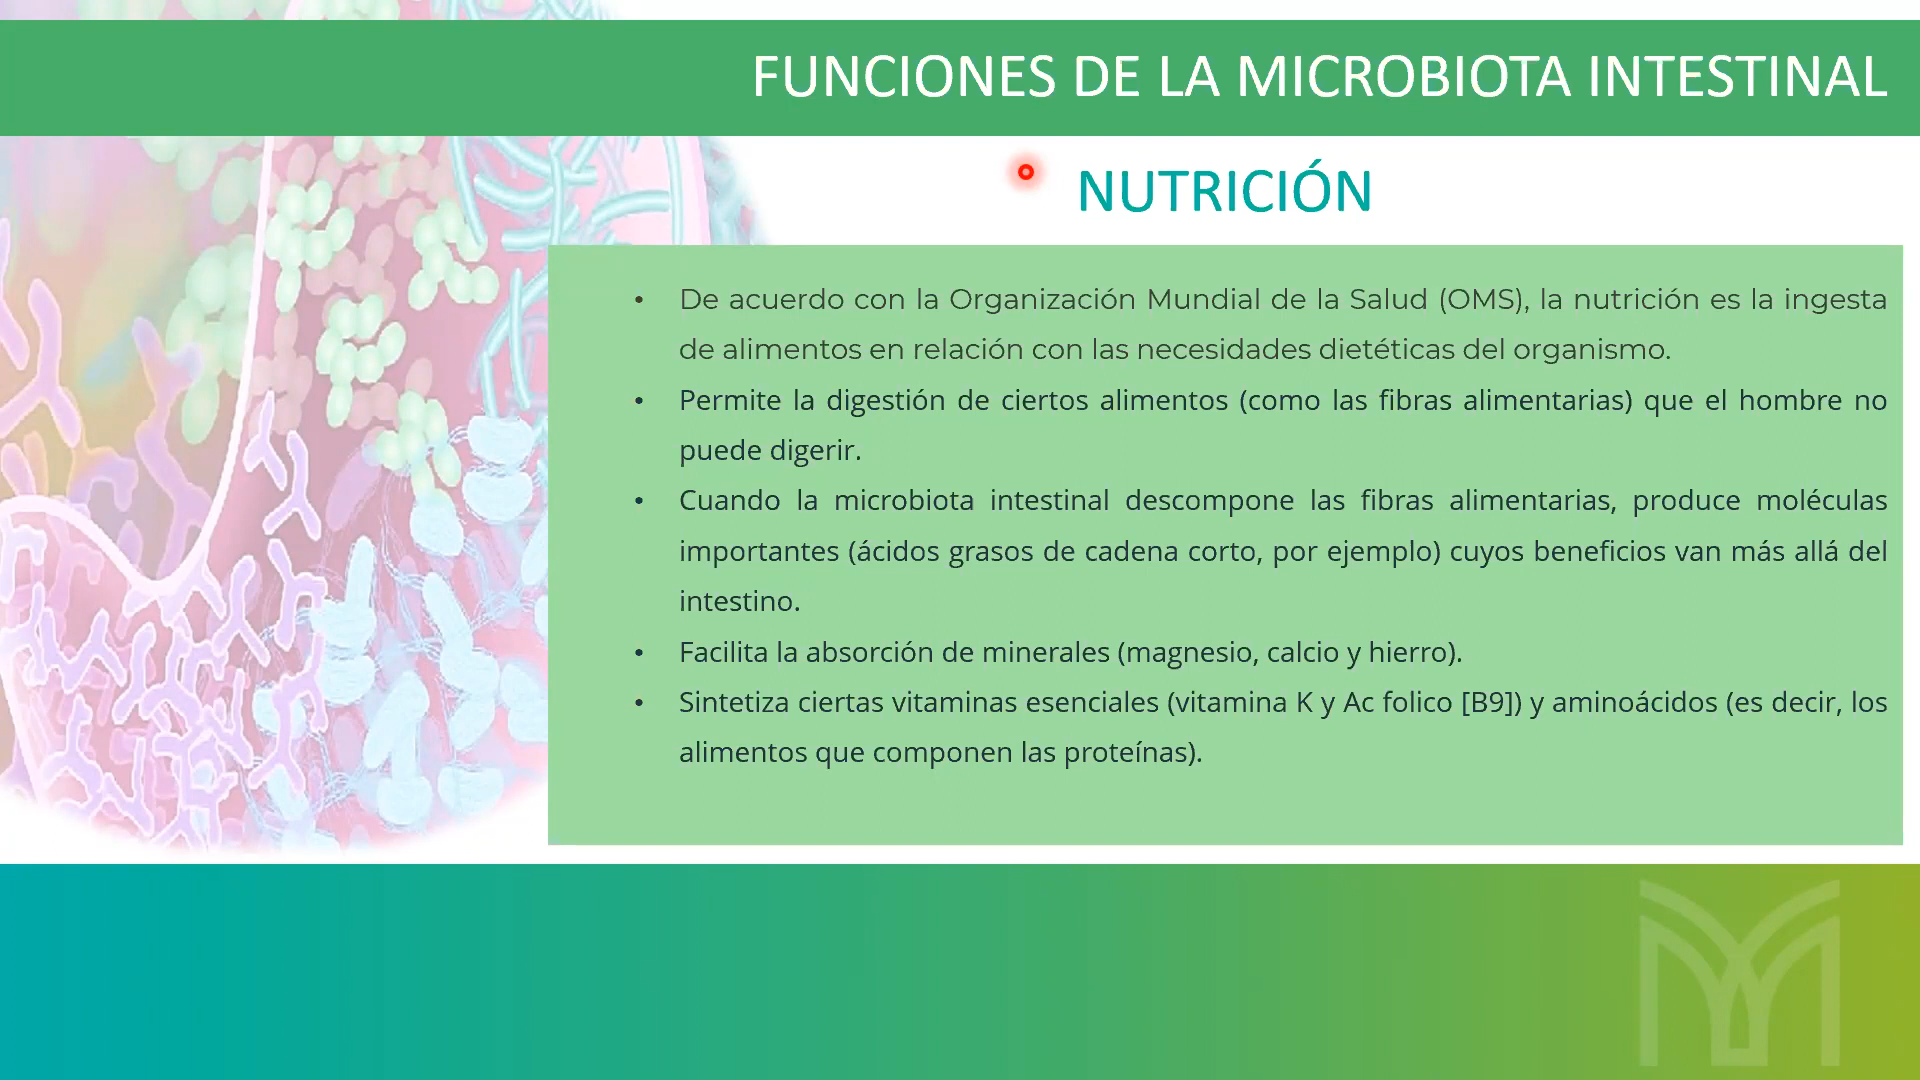 FUNCIONES DE LA MICROBIOTA INTESTINAL
NUTRICIÓN
• De acuerdo con la Organización Mundial de la Salud (OMS), la nutrición es la ingesta
de alimentos en relación con las necesidades dietéticas del organismo.
• Permite la digestión de ciertos alimentos (como las fibras alimentarias) que el hombre no
puede digerir.
• Cuando la microbiota intestinal descompone las fibras alimentarias, produce moléculas
importantes (ácidos grasos de cadena corto, por ejemplo) cuyos beneficios van más allá del
intestino.
• Facilita la absorción de minerales (magnesio, calcio y hierro).
• Sintetiza ciertas vitaminas esenciales (vitamina K y Ac folico [B9]) y aminoácidos (es decir, los
alimentos que componen las proteínas).